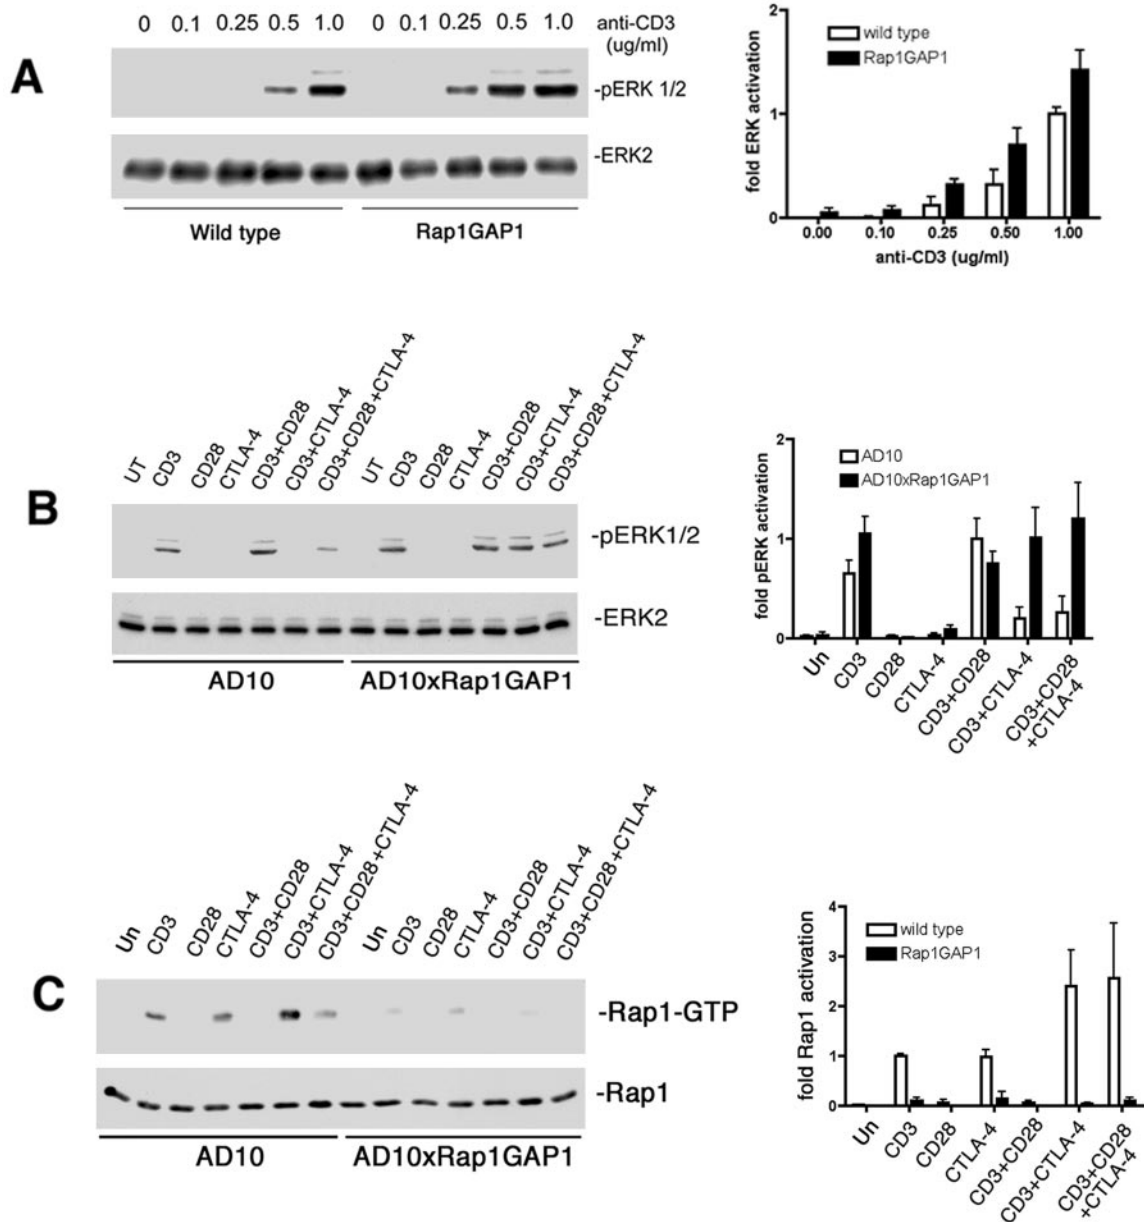 A
0 0.1 0.25 0.5 1.0 0 0.1 0.25 0.5 1.0 anti-CD3
(ug/ml)
-pERK 1/2
-ERK2
Wild type Rap1GAP1
fold ERK activation
2
1
0
wild type
Rap1GAP1
0.00 0.10 0.25 0.50 1.00
anti-CD3 (ug/ml)
B
UT CD3 CD28 CTLA-4 CD3+CD28 CD3+CTLA-4 CD3+CD28+CTLA-4 UT CD3 CD28 CTLA-4 CD3+CD28 CD3+CTLA-4 CD3+CD28+CTLA-4
-pERK1/2
-ERK2
AD10 AD10xRap1GAP1
fold pERK activation
2
1
0
AD10
AD10xRap1GAP1
Un CD3 CD28 CTLA-4 CD3+CD28 CD3+CTLA-4 CD3+CD28
+CTLA-4
C
Un CD3 CD28 CTLA-4 CD3+CD28 CD3+CTLA-4 CD3+CD28+CTLA-4 Un CD3 CD28 CTLA-4 CD3+CD28 CD3+CTLA-4 CD3+CD28+CTLA-4
-Rap1-GTP
-Rap1
AD10 AD10xRap1GAP1
fold Rap1 activation
4
3
2
1
0
wild type
Rap1GAP1
Un CD3 CD28 CTLA-4 CD3+CD28 CD3+CTLA-4 CD3+CD28
+CTLA-4